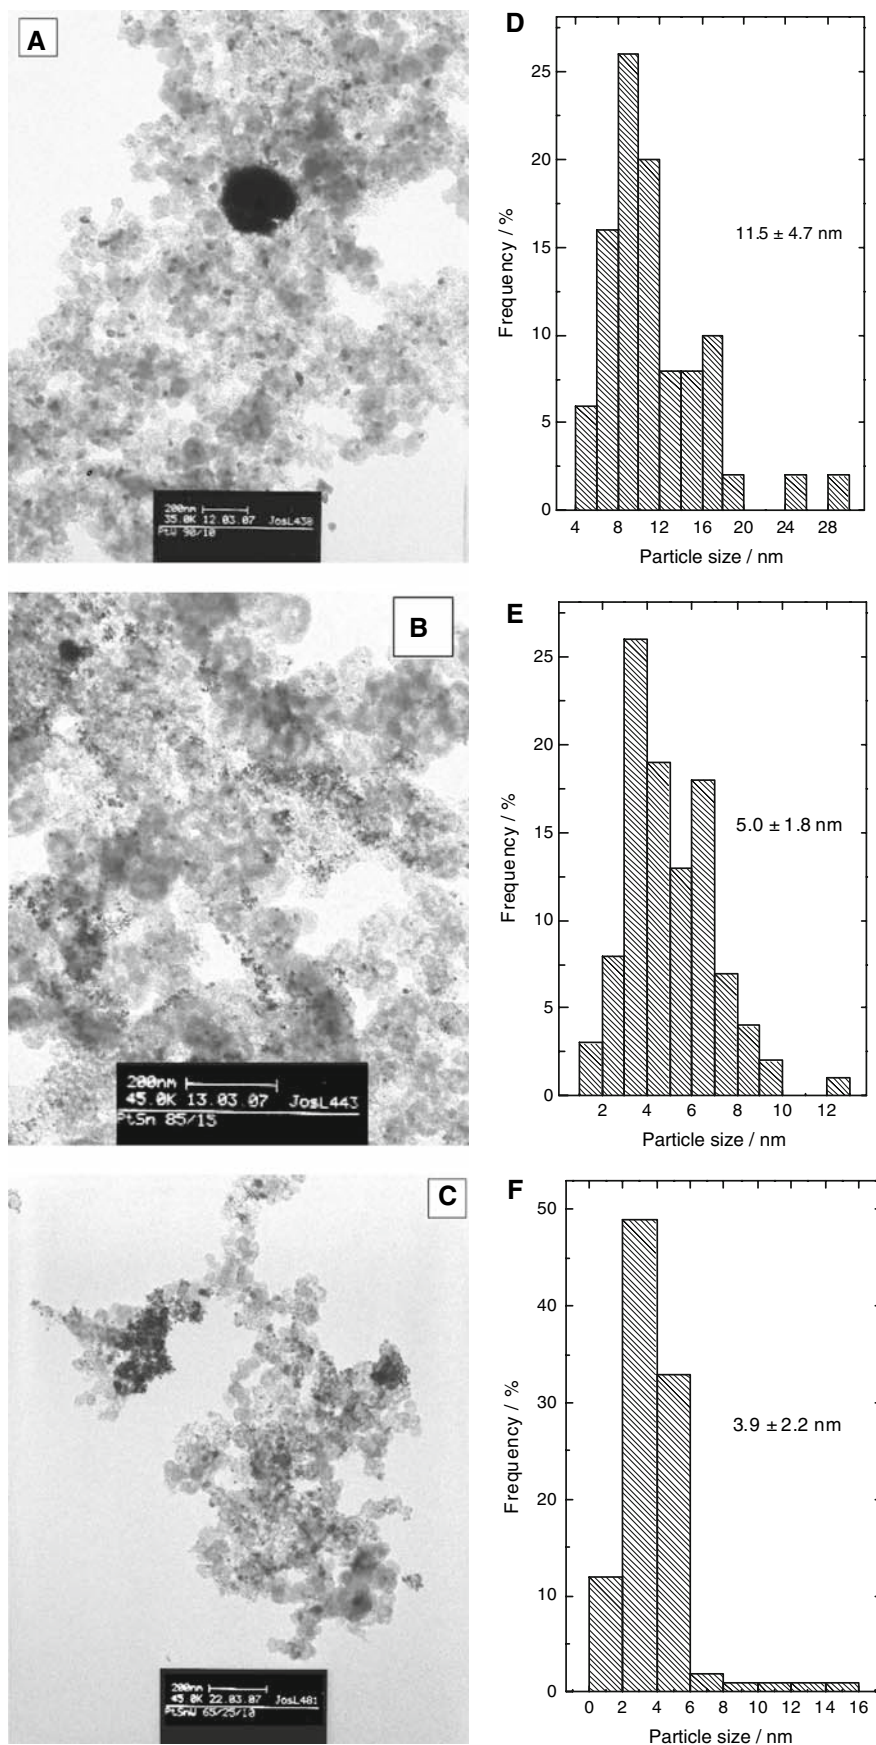 A
200nm
35.0K 12.03.07 JosL438
PtW 90/10
D
Frequency / %
25
20
15
10
5
0
11.5 ± 4.7 nm
4 8 12 16 20 24 28
Particle size / nm
B
200nm
45.0K 13.03.07 JosL443
PtSn 85/15
E
Frequency / %
25
20
15
10
5
0
5.0 ± 1.8 nm
2 4 6 8 10 12
Particle size / nm
C
200nm
45.0K 22.03.07 JosL481
PtSnW 65/25/10
F
Frequency / %
50
40
30
20
10
0
3.9 ± 2.2 nm
0 2 4 6 8 10 12 14 16
Particle size / nm